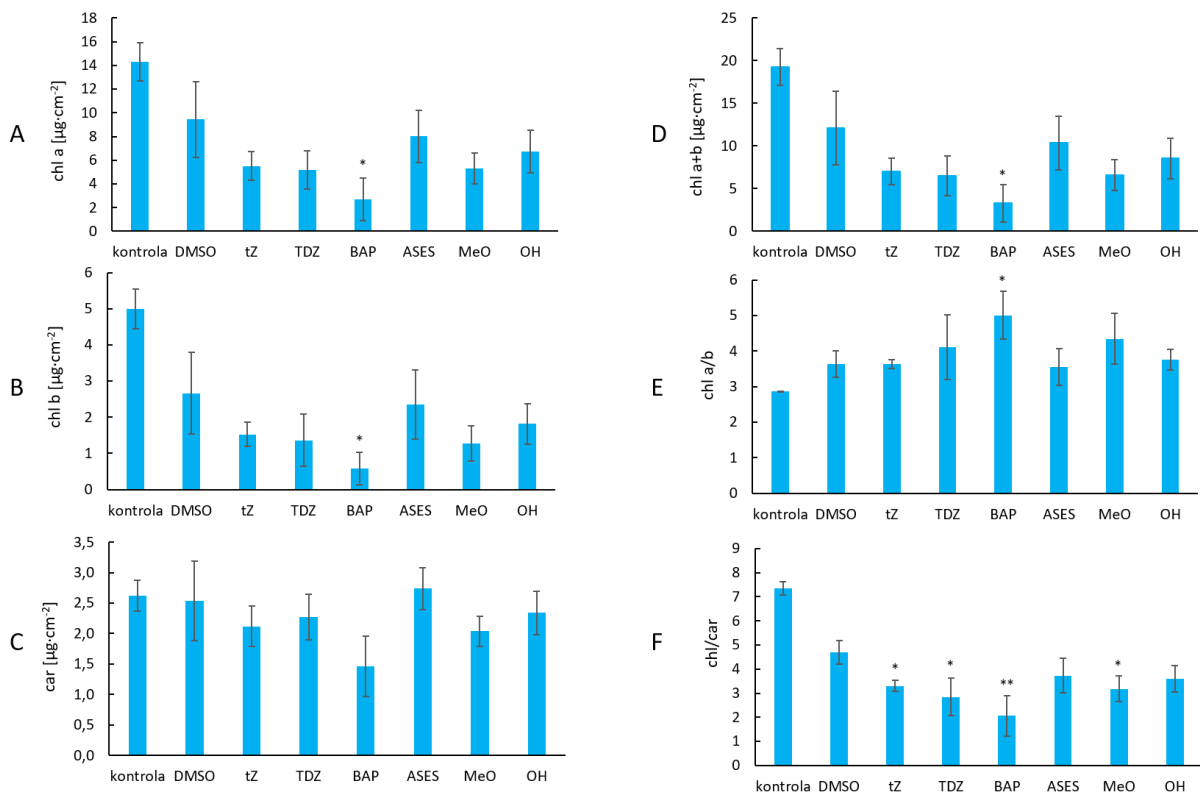 A
chl a [µg·cm⁻²]
18
16
14
12
10
8
6
4
2
0
*
kontrola DMSO tZ TDZ BAP ASES MeO OH
B
chl b [µg·cm⁻²]
6
5
4
3
2
1
0
*
kontrola DMSO tZ TDZ BAP ASES MeO OH
C
car [µg·cm⁻²]
3,5
3,0
2,5
2,0
1,5
1,0
0,5
0,0
kontrola DMSO tZ TDZ BAP ASES MeO OH
D
chl a+b [µg·cm⁻²]
25
20
15
10
5
0
*
kontrola DMSO tZ TDZ BAP ASES MeO OH
E
chl a/b
6
5
4
3
2
1
0
*
kontrola DMSO tZ TDZ BAP ASES MeO OH
F
chl/car
9
8
7
6
5
4
3
2
1
0
* * ** *
kontrola DMSO tZ TDZ BAP ASES MeO OH